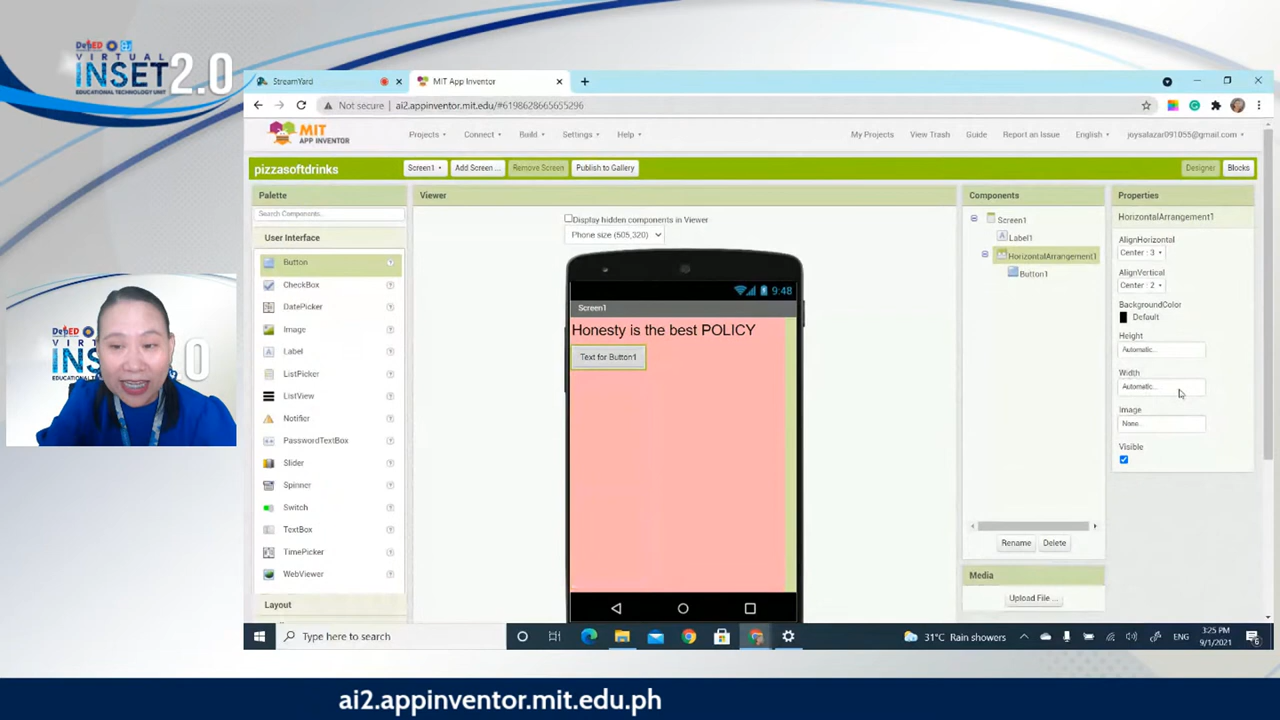 DepED
VIRTUAL
INSET 2.0
EDUCATIONAL TECHNOLOGY UNIT
StreamYard
MIT App Inventor
Not secure | ai2.appinventor.mit.edu/#6198628665655296
MIT
APP INVENTOR
Projects
Connect
Build
Settings
Help
My Projects
View Trash
Guide
Report an Issue
English
joysalazar091055@gmail.com
pizzasoftdrinks
Screen1
Add Screen ...
Remove Screen
Publish to Gallery
Designer
Blocks
Palette
Search Components...
User Interface
Button
CheckBox
DatePicker
Image
Label
ListPicker
ListView
Notifier
PasswordTextBox
Slider
Spinner
Switch
TextBox
TimePicker
WebViewer
Layout
Viewer
Display hidden components in Viewer
Phone size (505,320)
9:48
Screen1
Honesty is the best POLICY
Text for Button1
Components
Screen1
Label1
HorizontalArrangement1
Button1
Rename
Delete
Media
Upload File ...
Properties
HorizontalArrangement1
AlignHorizontal
Center : 3
AlignVertical
Center : 2
BackgroundColor
Default
Height
Automatic...
Width
Automatic...
Image
None...
Visible
Type here to search
31°C Rain showers
ENG
3:25 PM
9/1/2021
6
ai2.appinventor.mit.edu.ph